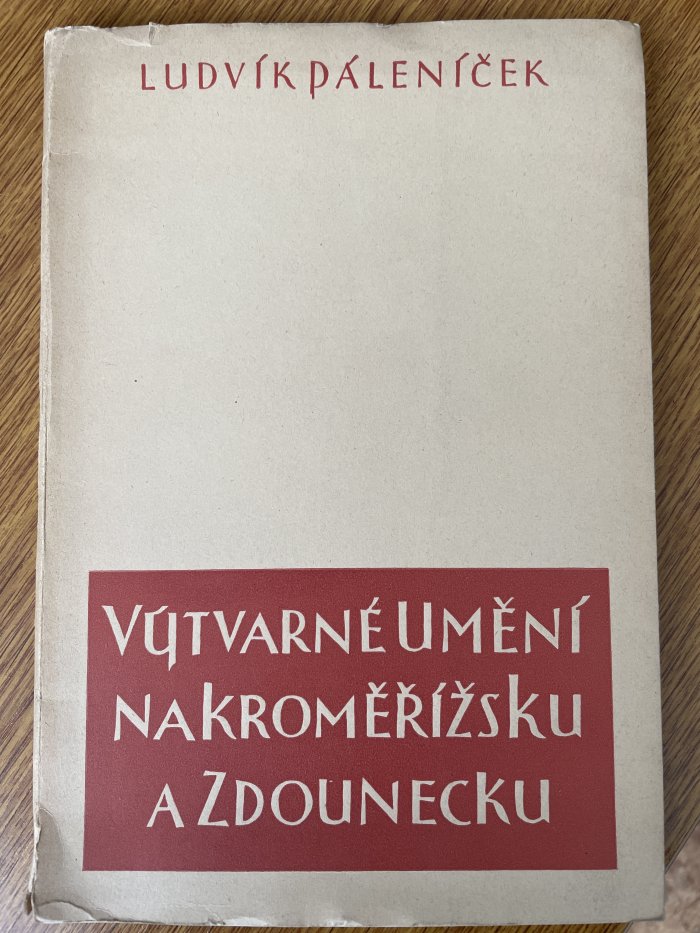 LUDVÍK PÁLENÍČEK
VÝTVARNÉ UMĚNÍ
NA KROMĚŘÍŽSKU
A ZDOUNECKU